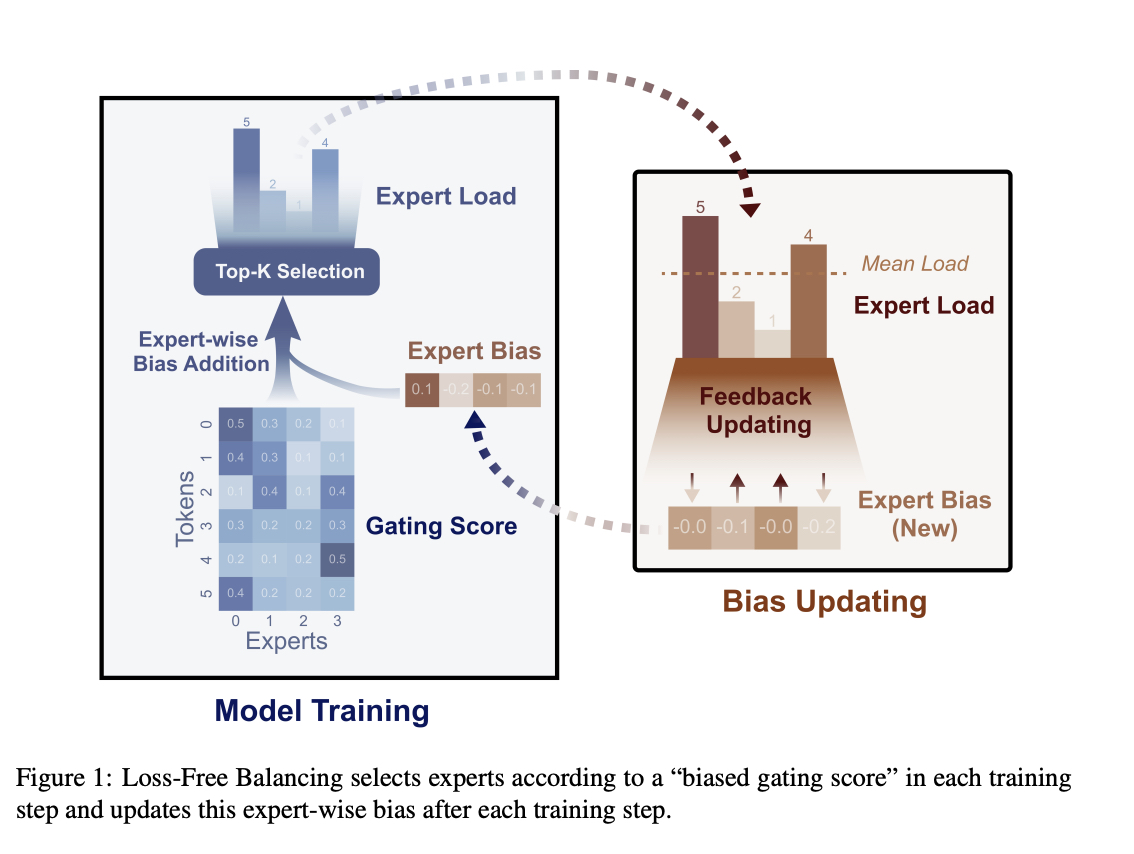 5
4
2
1
Expert Load
Top-K Selection
Expert-wise
Bias Addition
Expert Bias
0.1 -0.2 -0.1 -0.1
Tokens
0 0.5 0.3 0.2 0.1
1 0.4 0.3 0.1 0.1
2 0.1 0.4 0.1 0.4
3 0.3 0.2 0.2 0.3
4 0.2 0.1 0.2 0.5
5 0.4 0.2 0.2 0.2
0 1 2 3
Experts
Gating Score
Model Training
5
4
Mean Load
2
1
Expert Load
Feedback
Updating
Expert Bias
(New)
-0.0 -0.1 -0.0 -0.2
Bias Updating
Figure 1: Loss-Free Balancing selects experts according to a “biased gating score” in each training
step and updates this expert-wise bias after each training step.